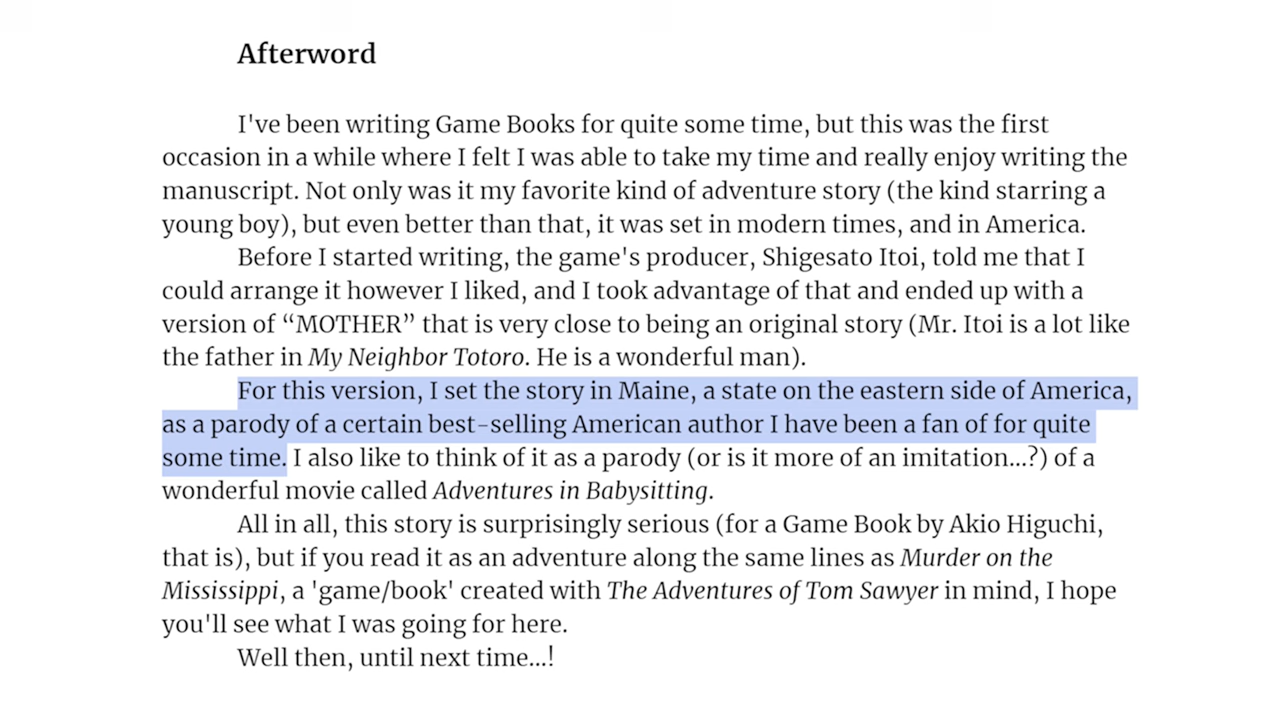 Afterword
I've been writing Game Books for quite some time, but this was the first
occasion in a while where I felt I was able to take my time and really enjoy writing the
manuscript. Not only was it my favorite kind of adventure story (the kind starring a
young boy), but even better than that, it was set in modern times, and in America.
Before I started writing, the game's producer, Shigesato Itoi, told me that I
could arrange it however I liked, and I took advantage of that and ended up with a
version of “MOTHER” that is very close to being an original story (Mr. Itoi is a lot like
the father in My Neighbor Totoro. He is a wonderful man).
For this version, I set the story in Maine, a state on the eastern side of America,
as a parody of a certain best-selling American author I have been a fan of for quite
some time. I also like to think of it as a parody (or is it more of an imitation...?) of a
wonderful movie called Adventures in Babysitting.
All in all, this story is surprisingly serious (for a Game Book by Akio Higuchi,
that is), but if you read it as an adventure along the same lines as Murder on the
Mississippi, a 'game/book' created with The Adventures of Tom Sawyer in mind, I hope
you'll see what I was going for here.
Well then, until next time...!